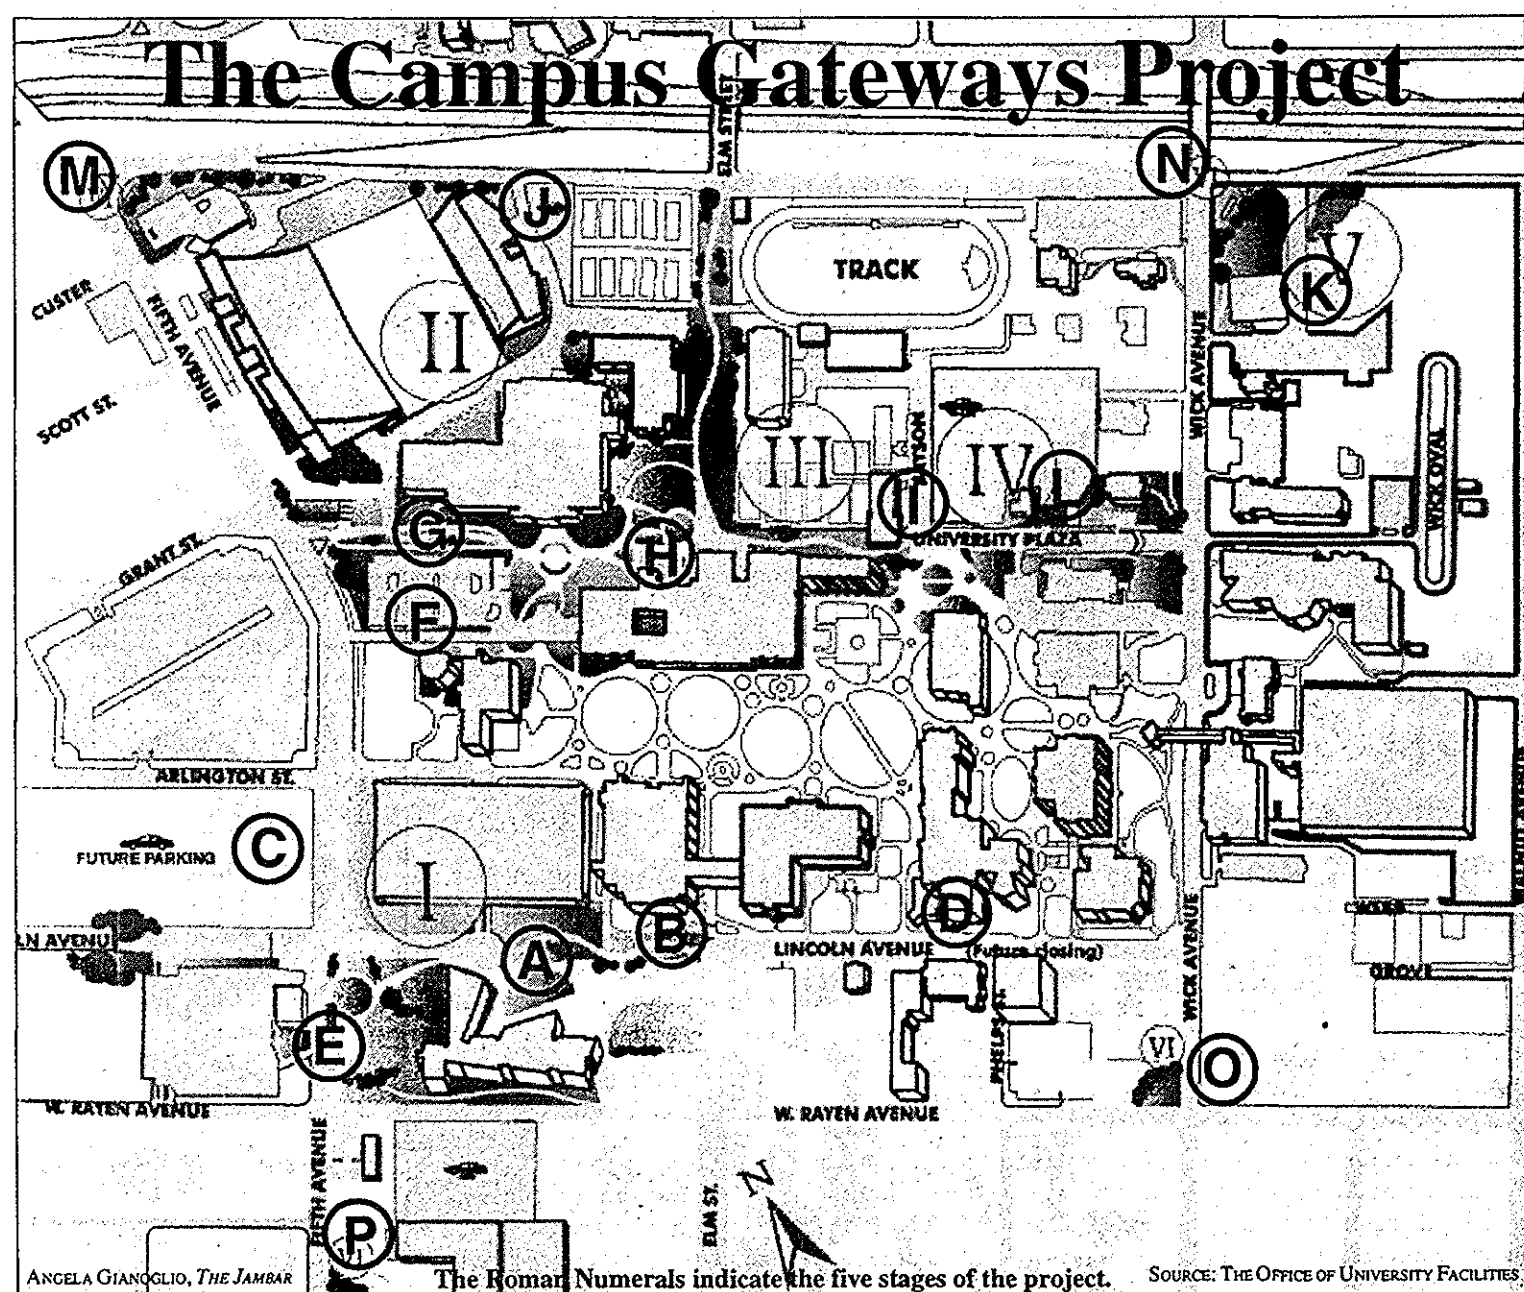 The Campus Gateways Project
ELM STREET
M
N
J
V
K
TRACK
CUSTER
FIFTH AVENUE
II
WICK AVENUE
SCOTT ST.
III
IV
L
WICK OVAL
G
H
UNIVERSITY PLAZA
GRANT ST.
F
ARLINGTON ST.
C
FUTURE PARKING
I
B
D
A
LINCOLN AVENUE (Future closing)
LN AVENU
WICK AVENUE
GROVE
PHELPS ST.
E
VI
O
W. RAYEN AVENUE
W. RAYEN AVENUE
FIFTH AVENUE
N
ELM ST.
P
ANGELA GIANOGLIO, THE JAMBAR
The Roman Numerals indicate the five stages of the project.
SOURCE: THE OFFICE OF UNIVERSITY FACILITIES